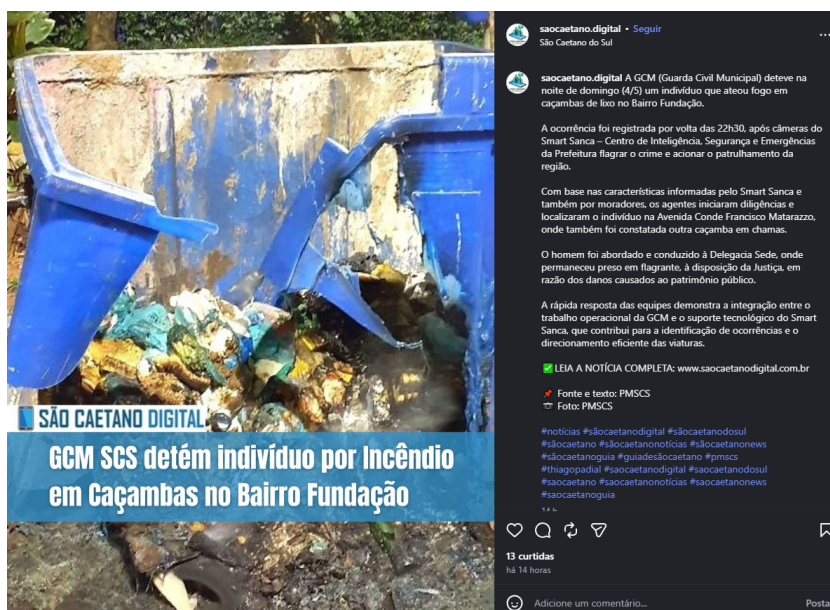 SÃO CAETANO DIGITAL
GCM SCS detém indivíduo por Incêndio
em Caçambas no Bairro Fundação
saocaetano.digital • Seguir
São Caetano do Sul
saocaetano.digital A GCM (Guarda Civil Municipal) deteve na
noite de domingo (4/5) um indivíduo que ateou fogo em
caçambas de lixo no Bairro Fundação.
A ocorrência foi registrada por volta das 22h30, após câmeras do
Smart Sanca – Centro de Inteligência, Segurança e Emergências
da Prefeitura flagrar o crime e acionar o patrulhamento da
região.
Com base nas características informadas pelo Smart Sanca e
também por moradores, os agentes iniciaram diligências e
localizaram o indivíduo na Avenida Conde Francisco Matarazzo,
onde também foi constatada outra caçamba em chamas.
O homem foi abordado e conduzido à Delegacia Sede, onde
permaneceu preso em flagrante, à disposição da Justiça, em
razão dos danos causados ao patrimônio público.
A rápida resposta das equipes demonstra a integração entre o
trabalho operacional da GCM e o suporte tecnológico do Smart
Sanca, que contribui para a identificação de ocorrências e o
direcionamento eficiente das viaturas.
✅ LEIA A NOTÍCIA COMPLETA: www.saocaetanodigital.com.br
📌 Fonte e texto: PMSCS
📷 Foto: PMSCS
#notícias #sãocaetanodigital #sãocaetanodosul
#sãocaetano #sãocaetanonotícias #sãocaetanonews
#sãocaetanoguia #guiadesãocaetano #pmscs
#thiagopadial #saocaetanodigital #saocaetanodosul
#saocaetano #saocaetanonotícias #saocaetanonews
#saocaetanoguia
14 h
13 curtidas
há 14 horas
Adicione um comentário...
Posta